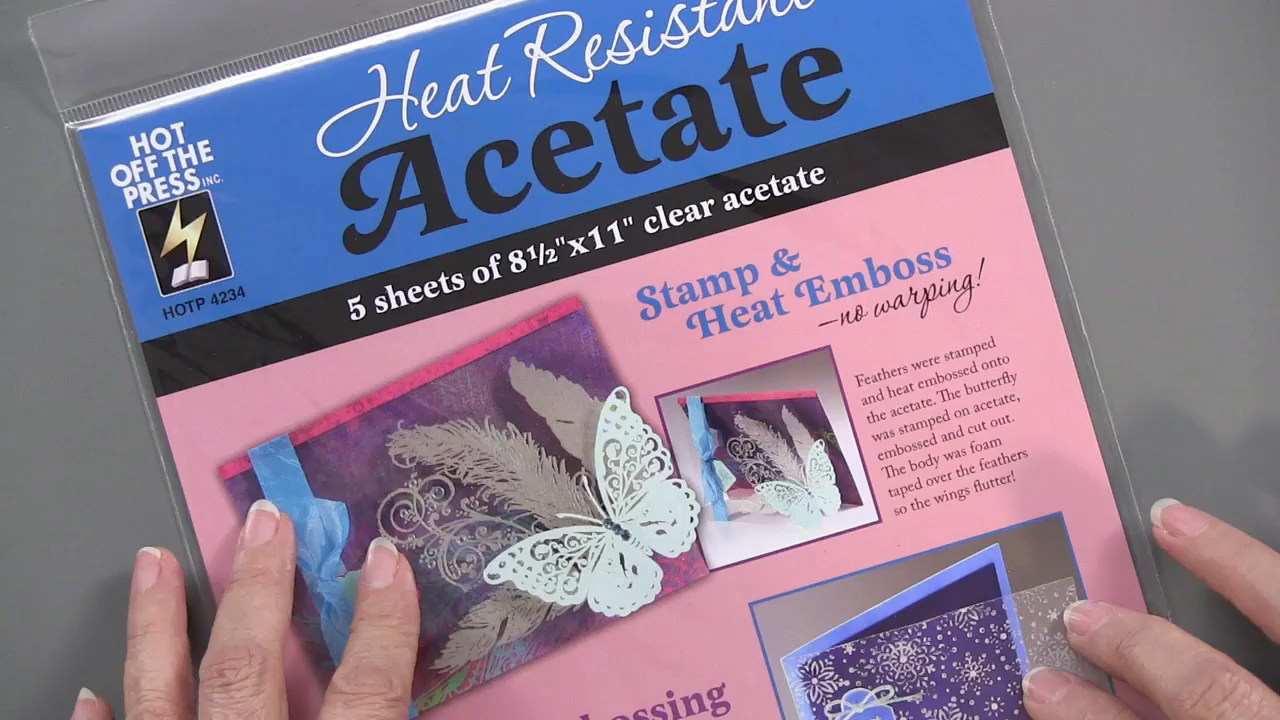 Heat Resistant
Acetate
HOT
OFF THE
PRESS INC.
HOTP 4234
5 sheets of 8½"x11" clear acetate
Stamp &
Heat Emboss
—no warping!
Feathers were stamped
and heat embossed onto
the acetate. The butterfly
was stamped on acetate,
embossed and cut out.
The body was foam
taped over the feathers
so the wings flutter!